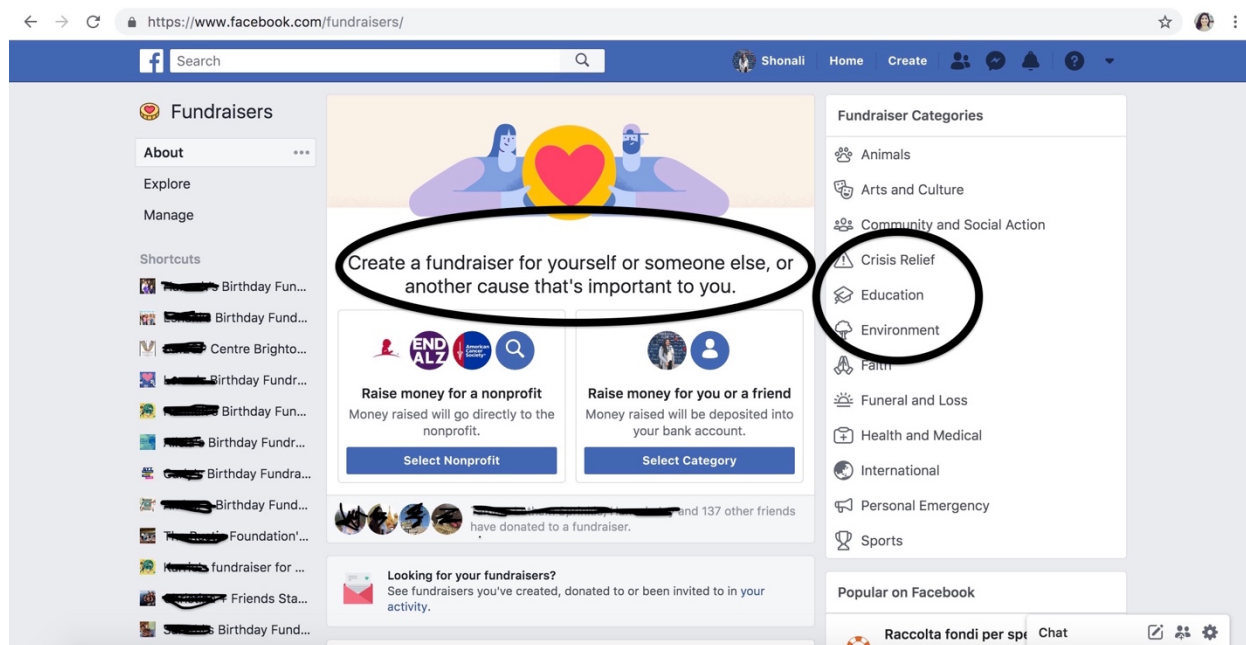 https://www.facebook.com/fundraisers/
Search
Shonali
Home
Create
Fundraisers
About
Explore
Manage
Shortcuts
Birthday Fun...
Birthday Fund...
Centre Brighto...
Birthday Fundr...
Birthday Fun...
Birthday Fundr...
Birthday Fundra...
Birthday Fund...
Foundation'...
fundraiser for ...
Friends Sta...
Birthday Fund...
Create a fundraiser for yourself or someone else, or
another cause that's important to you.
END
ALZ
American
Cancer
Society
Raise money for a nonprofit
Money raised will go directly to the
nonprofit.
Select Nonprofit
Raise money for you or a friend
Money raised will be deposited into
your bank account.
Select Category
and 137 other friends
have donated to a fundraiser.
Looking for your fundraisers?
See fundraisers you've created, donated to or been invited to in your
activity.
Fundraiser Categories
Animals
Arts and Culture
Community and Social Action
Crisis Relief
Education
Environment
Faith
Funeral and Loss
Health and Medical
International
Personal Emergency
Sports
Popular on Facebook
Raccolta fondi per spe
Chat